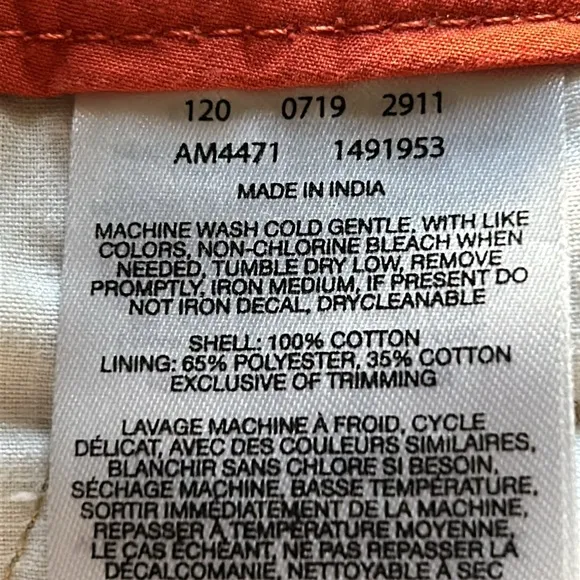 120 0719 2911
AM4471 1491953
MADE IN INDIA
MACHINE WASH COLD GENTLE, WITH LIKE
COLORS, NON-CHLORINE BLEACH WHEN
NEEDED, TUMBLE DRY LOW, REMOVE
PROMPTLY, IRON MEDIUM, IF PRESENT DO
NOT IRON DECAL, DRYCLEANABLE
SHELL: 100% COTTON
LINING: 65% POLYESTER, 35% COTTON
EXCLUSIVE OF TRIMMING
LAVAGE MACHINE À FROID, CYCLE
DÉLICAT, AVEC DES COULEURS SIMILAIRES,
BLANCHIR SANS CHLORE SI BESOIN,
SÉCHAGE MACHINE, BASSE TEMPÉRATURE,
SORTIR IMMÉDIATEMENT DE LA MACHINE,
REPASSER À TEMPÉRATURE MOYENNE,
LE CAS ÉCHÉANT, NE PAS REPASSER LA
DÉCALCOMANIE, NETTOYABLE À SEC